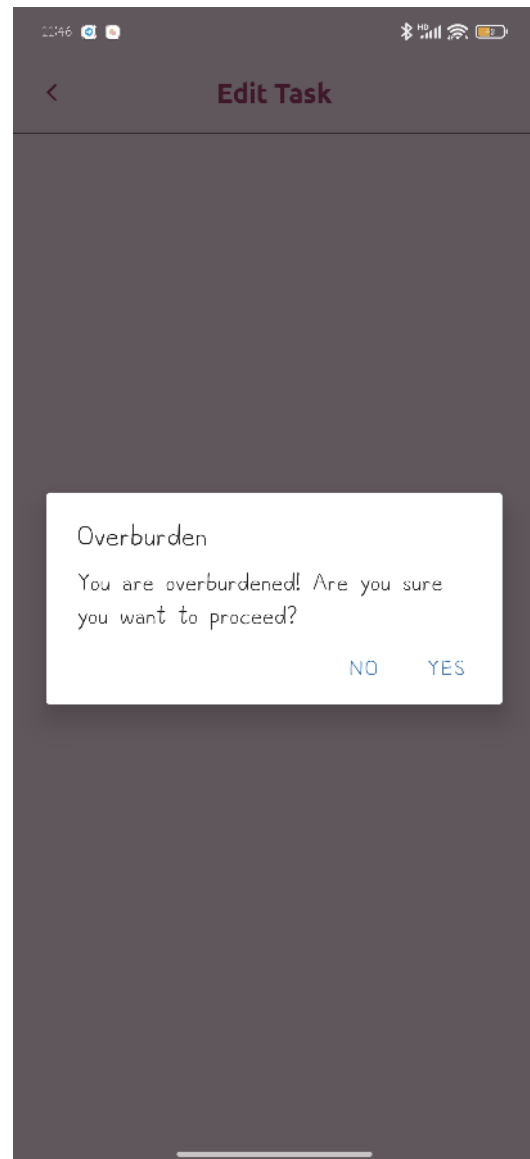 Edit Task
Overburden
You are overburdened! Are you sure
you want to proceed?
NO YES